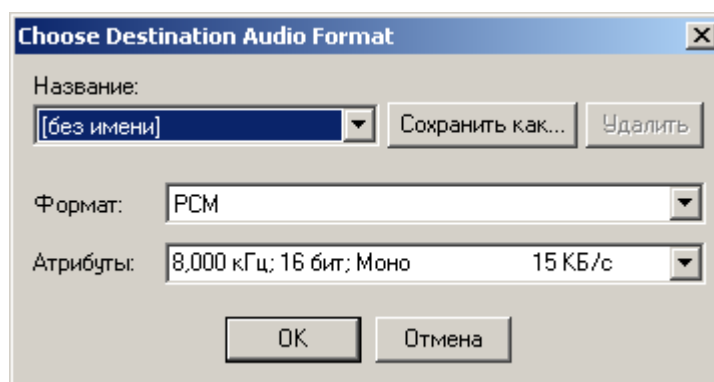 Choose Destination Audio Format
Название:
[без имени] Сохранить как... Удалить
Формат: PCM
Атрибуты: 8,000 кГц; 16 бит; Моно 15 КБ/с
OK Отмена